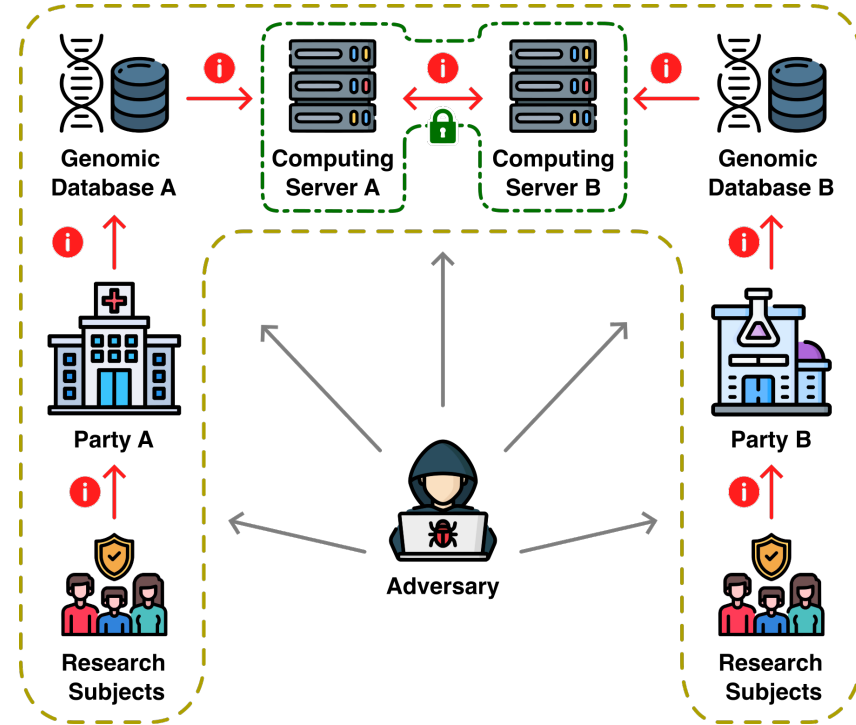 Genomic
Database A
Computing
Server A
Computing
Server B
Genomic
Database B
i
i
i
i
i
Party A
Party B
i
i
Adversary
Research
Subjects
Research
Subjects